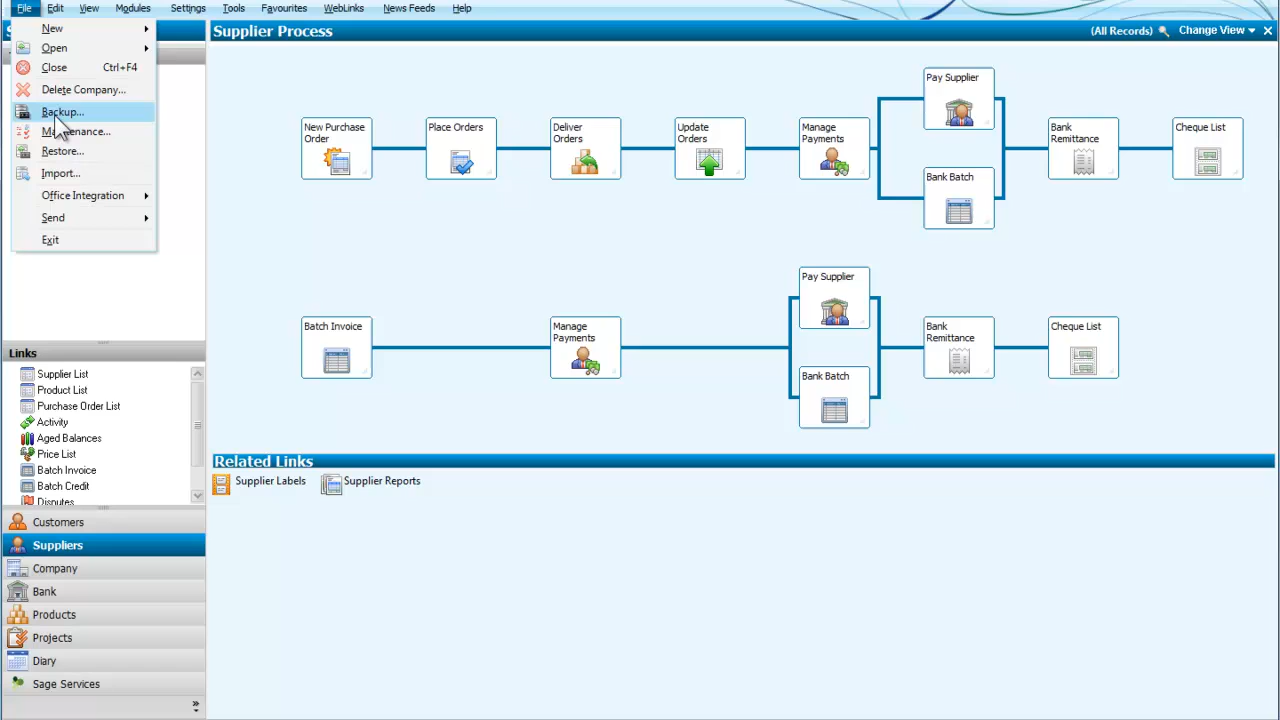 File Edit View Modules Settings Tools Favourites WebLinks News Feeds Help
New
Open
Close Ctrl+F4
Delete Company...
Backup...
Maintenance...
Restore...
Import...
Office Integration
Send
Exit
Links
Supplier List
Product List
Purchase Order List
Activity
Aged Balances
Price List
Batch Invoice
Batch Credit
Disputes
Customers
Suppliers
Company
Bank
Products
Projects
Diary
Sage Services
Supplier Process
(All Records) Change View
New Purchase
Order
Place Orders
Deliver
Orders
Update
Orders
Manage
Payments
Pay Supplier
Bank Batch
Bank
Remittance
Cheque List
Batch Invoice
Manage
Payments
Pay Supplier
Bank Batch
Bank
Remittance
Cheque List
Related Links
Supplier Labels Supplier Reports